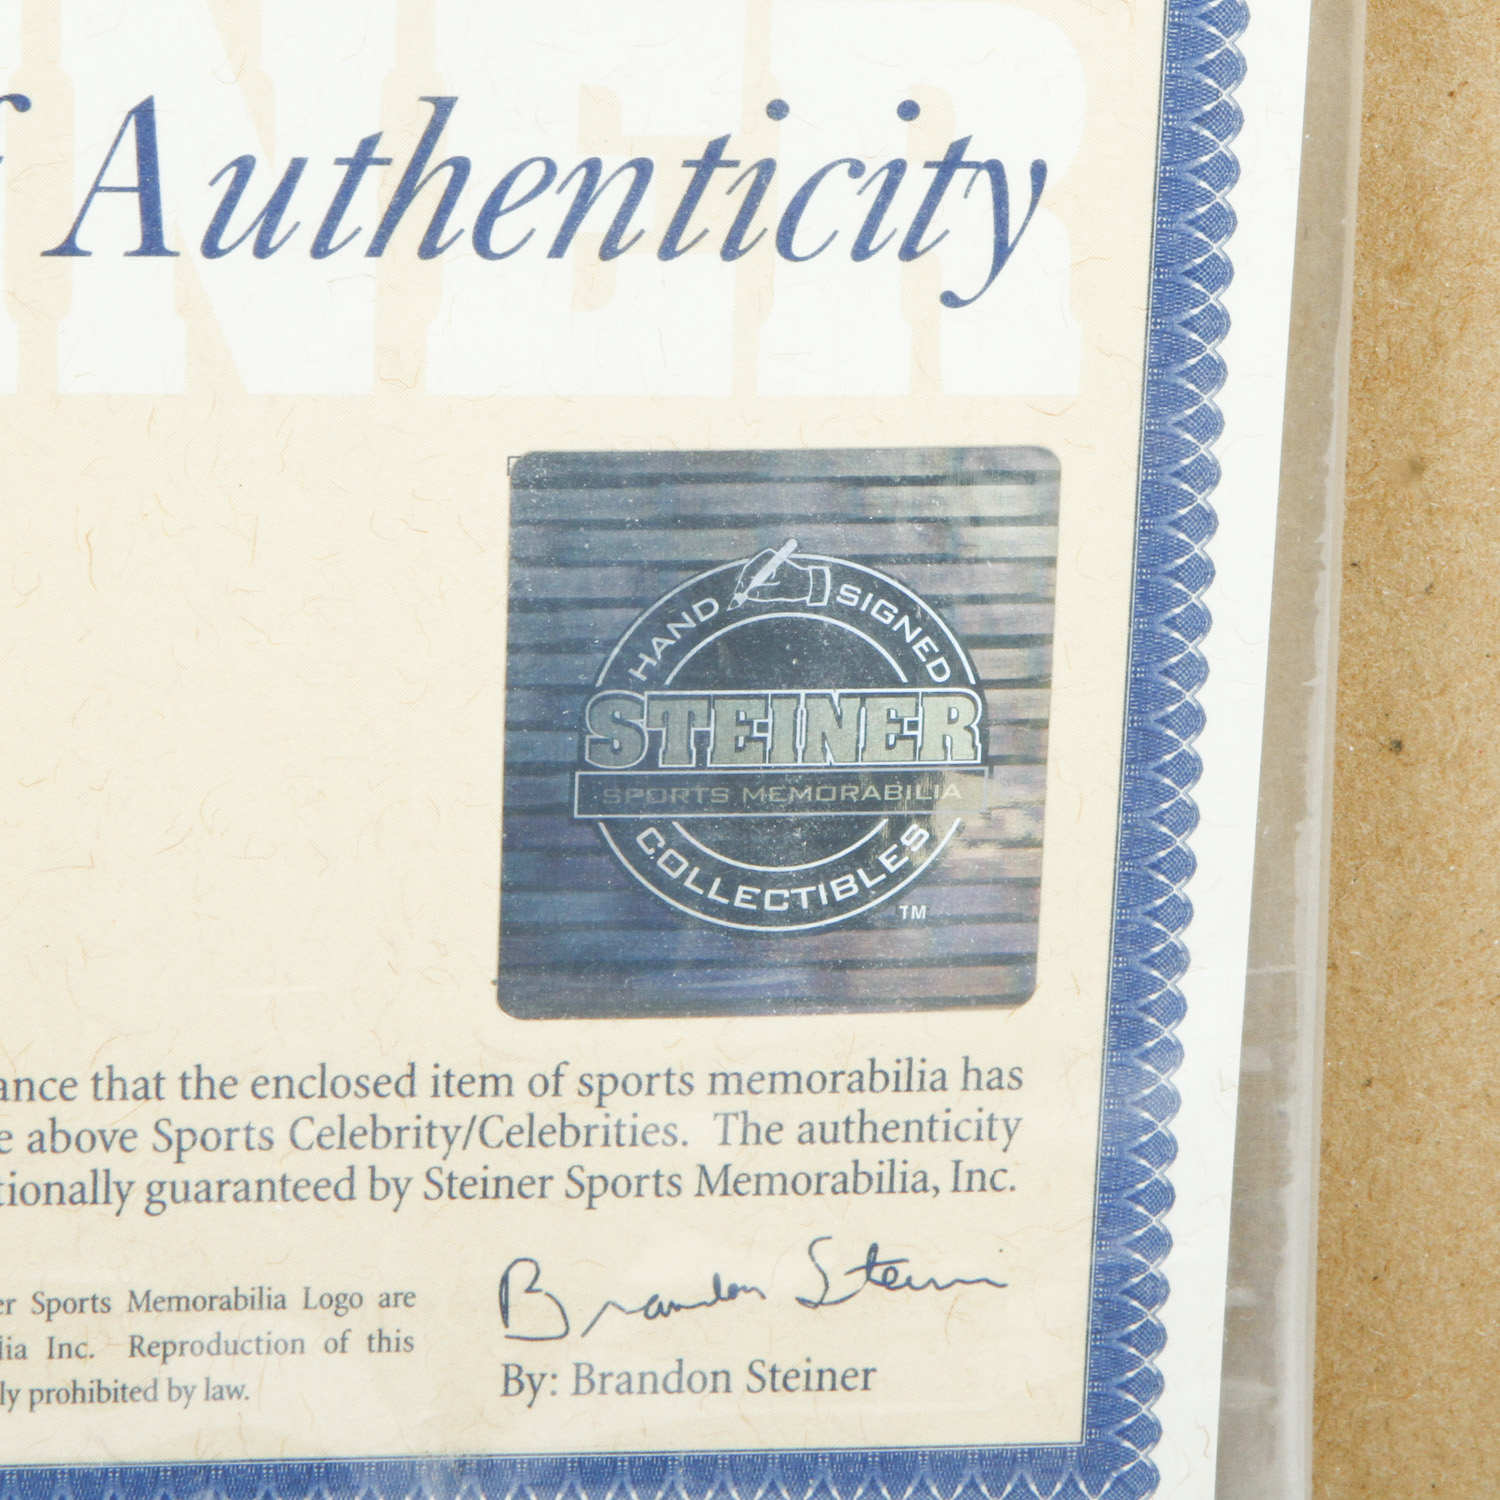 Authenticity
HAND SIGNED
STEINER
SPORTS MEMORABILIA
COLLECTIBLES
TM
ance that the enclosed item of sports memorabilia has
e above Sports Celebrity/Celebrities. The authenticity
tionally guaranteed by Steiner Sports Memorabilia, Inc.
er Sports Memorabilia Logo are
lia Inc. Reproduction of this
ly prohibited by law.
Brandon Steiner
By: Brandon Steiner